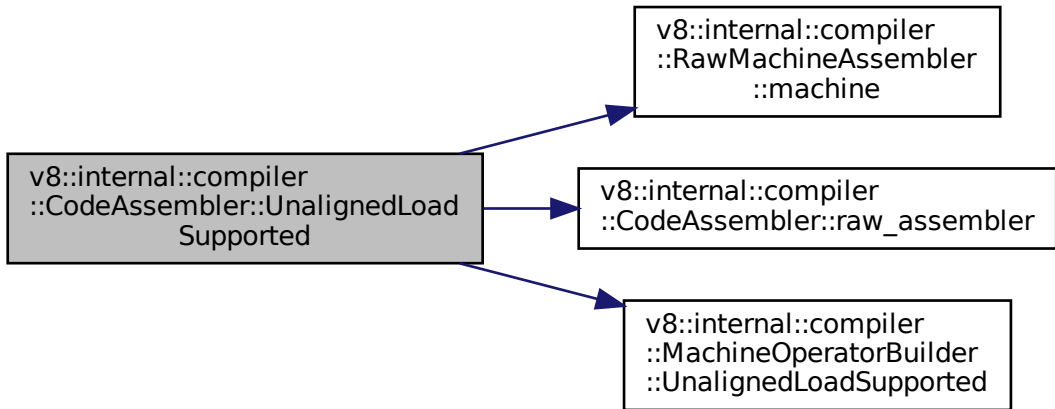 v8::internal::compiler
::CodeAssembler::UnalignedLoad
Supported
v8::internal::compiler
::RawMachineAssembler
::machine
v8::internal::compiler
::CodeAssembler::raw_assembler
v8::internal::compiler
::MachineOperatorBuilder
::UnalignedLoadSupported